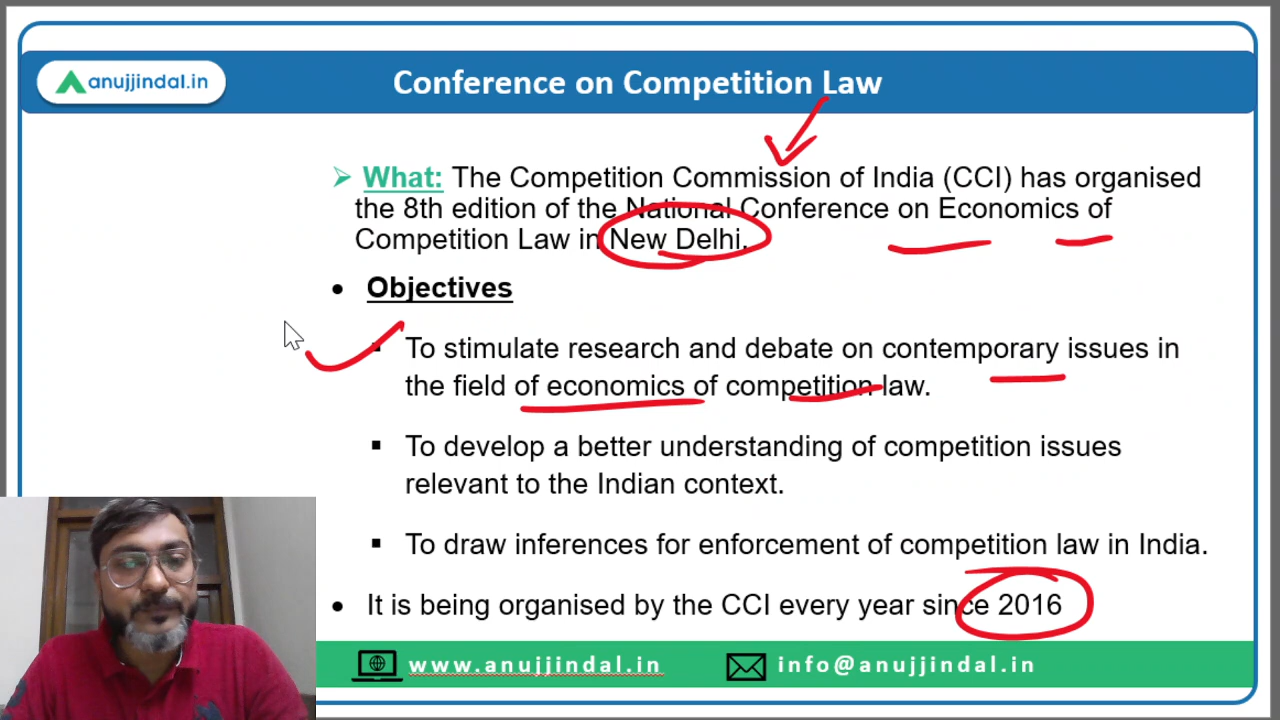 anujjindal.in
Conference on Competition Law
➢ What: The Competition Commission of India (CCI) has organised
the 8th edition of the National Conference on Economics of
Competition Law in New Delhi.
• Objectives
▪ To stimulate research and debate on contemporary issues in
the field of economics of competition law.
▪ To develop a better understanding of competition issues
relevant to the Indian context.
▪ To draw inferences for enforcement of competition law in India.
• It is being organised by the CCI every year since 2016
www.anujjindal.in info@anujjindal.in